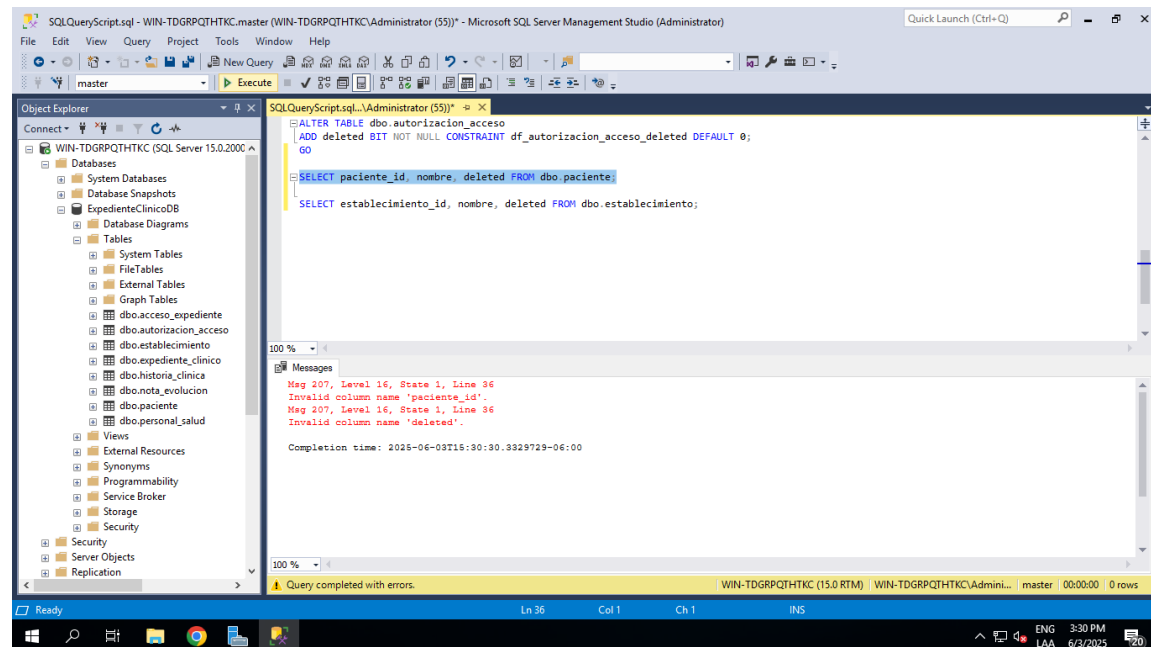 SQLQueryScript.sql - WIN-TDGRPQTHTKC.master (WIN-TDGRPQTHTKC\Administrator (55))* - Microsoft SQL Server Management Studio (Administrator)
Quick Launch (Ctrl+Q)
File Edit View Query Project Tools Window Help
New Query
master
Execute
Object Explorer
Connect
WIN-TDGRPQTHTKC (SQL Server 15.0.2000
Databases
System Databases
Database Snapshots
ExpedienteClinicoDB
Database Diagrams
Tables
System Tables
FileTables
External Tables
Graph Tables
dbo.acceso_expediente
dbo.autorizacion_acceso
dbo.establecimiento
dbo.expediente_clinico
dbo.historia_clinica
dbo.nota_evolucion
dbo.paciente
dbo.personal_salud
Views
External Resources
Synonyms
Programmability
Service Broker
Storage
Security
Security
Server Objects
Replication
SQLQueryScript.sql...\Administrator (55))*
ALTER TABLE dbo.autorizacion_acceso
ADD deleted BIT NOT NULL CONSTRAINT df_autorizacion_acceso_deleted DEFAULT 0;
GO
SELECT paciente_id, nombre, deleted FROM dbo.paciente;
SELECT establecimiento_id, nombre, deleted FROM dbo.establecimiento;
100 %
Messages
Msg 207, Level 16, State 1, Line 36
Invalid column name 'paciente_id'.
Msg 207, Level 16, State 1, Line 36
Invalid column name 'deleted'.
Completion time: 2025-06-03T15:30:30.3329729-06:00
100 %
Query completed with errors.
WIN-TDGRPQTHTKC (15.0 RTM) WIN-TDGRPQTHTKC\Admini... master 00:00:00 0 rows
Ready
Ln 36 Col 1 Ch 1 INS
ENG
LAA
3:30 PM
6/3/2025
20